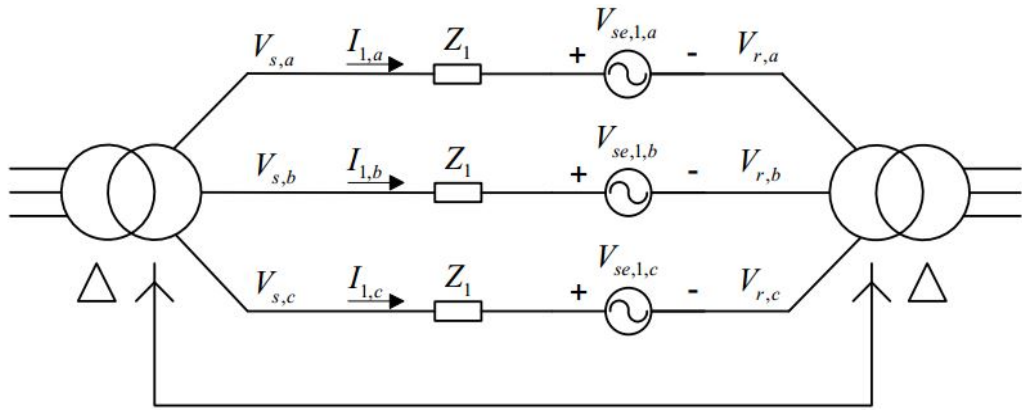 V_{s,a} I_{1,a} Z_1 + V_{se,1,a} - V_{r,a}
V_{s,b} I_{1,b} Z_1 + V_{se,1,b} - V_{r,b}
V_{s,c} I_{1,c} Z_1 + V_{se,1,c} - V_{r,c}
Δ Δ